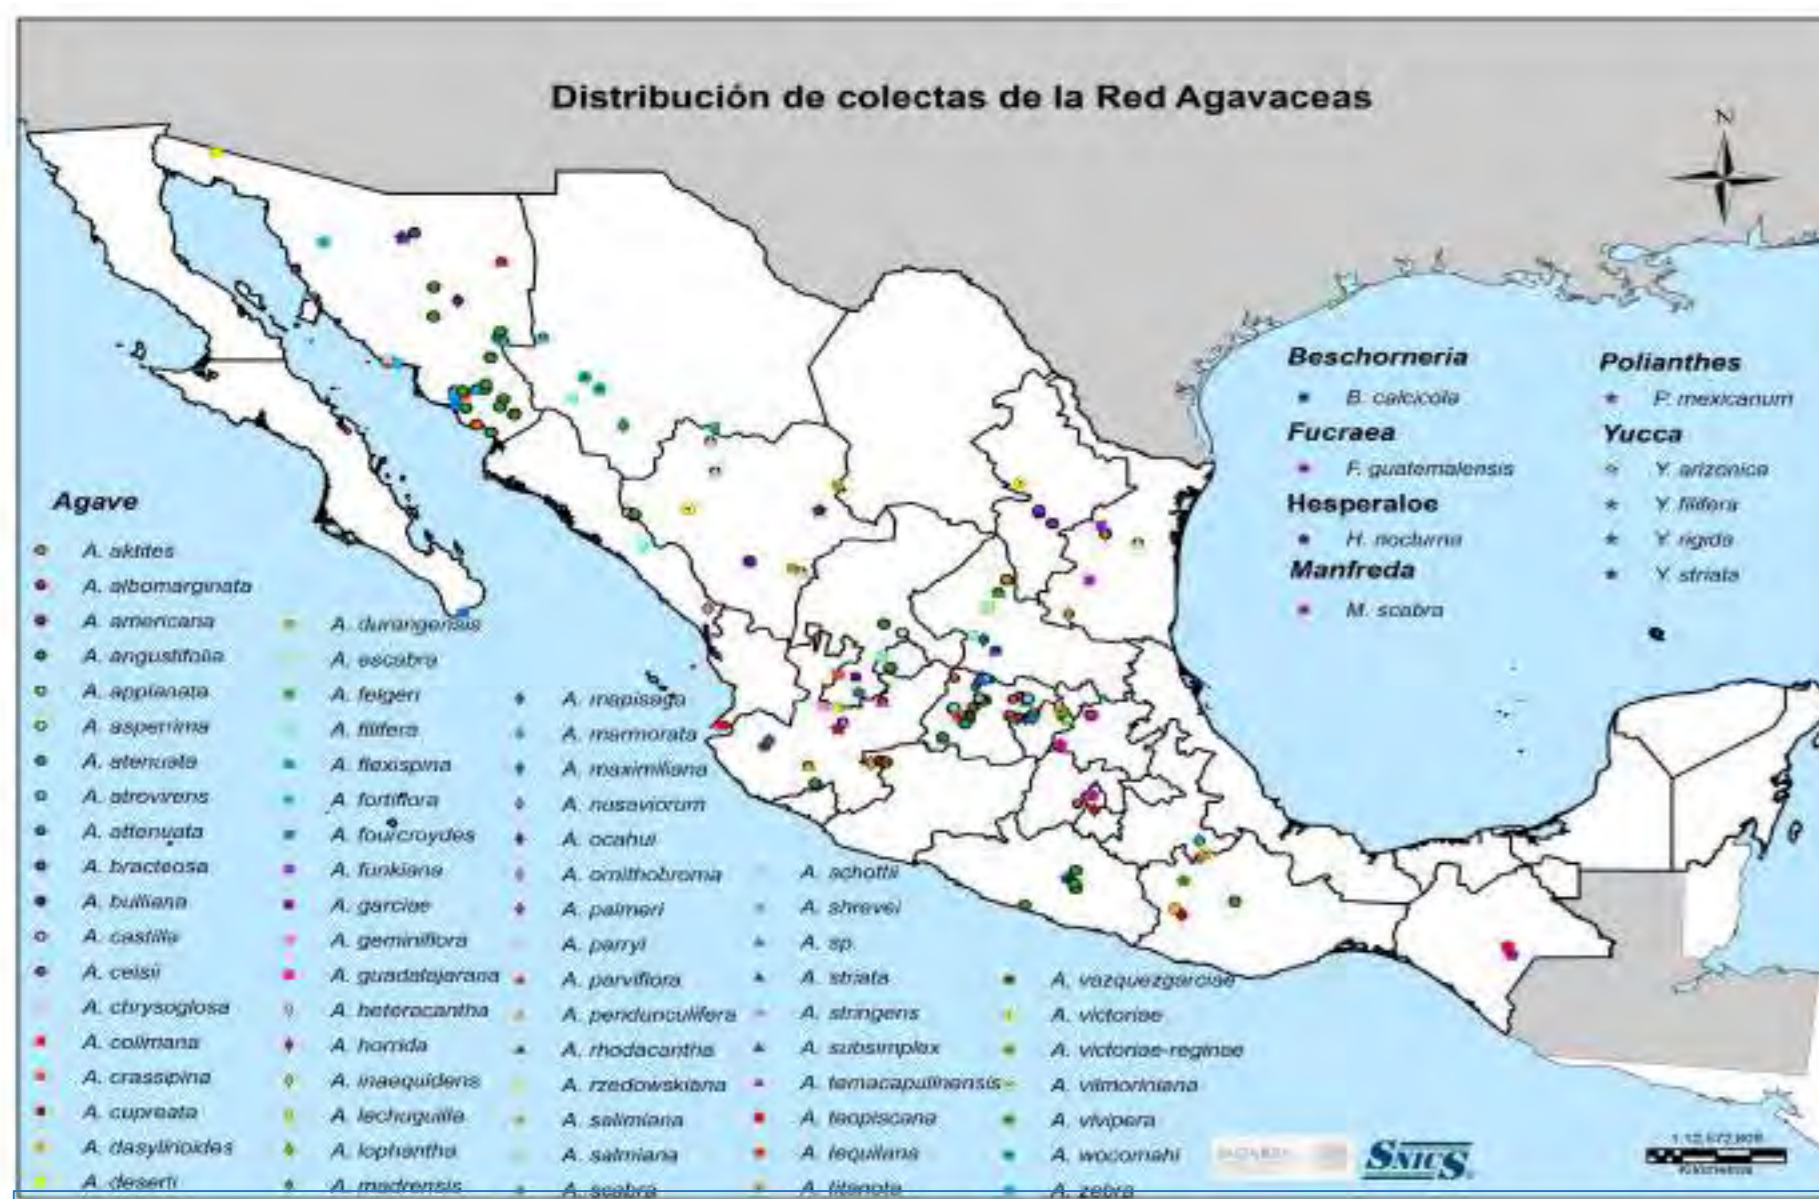 Distribución de colectas de la Red Agavaceas
N
Beschorneria
B. calcicola
Fucraea
F. guatemalensis
Hesperaloe
H. nocturna
Manfreda
M. scabra
Polianthes
P. mexicanum
Yucca
Y. arizonica
Y. filifera
Y. rigida
Y. striata
Agave
A. aktites
A. albomarginata
A. americana
A. angustifolia
A. applanata
A. asperrima
A. atenuata
A. atrovirens
A. attenuata
A. bracteosa
A. bulliana
A. castilla
A. celsii
A. chrysoglosa
A. colimana
A. crassipina
A. cupreata
A. dasylirioides
A. deserti
A. durangensis
A. escabra
A. felgeri
A. filifera
A. flexispina
A. fortiflora
A. fourcroydes
A. funkiana
A. garciae
A. geminiflora
A. guadalajarana
A. heteracantha
A. horrida
A. inaequidens
A. lechuguilla
A. lophantha
A. madrensis
A. mapisaga
A. marmorata
A. maximiliana
A. nusaviorum
A. ocahui
A. ornithobroma
A. palmeri
A. parryi
A. parviflora
A. pendunculifera
A. rhodacantha
A. rzedowskiana
A. salimiana
A. salmiana
A. scabra
A. schottii
A. shrevei
A. sp.
A. striata
A. stringens
A. subsimplex
A. temacapulinensis
A. teopiscana
A. tequilana
A. titanota
A. vazquezgarciae
A. victoriae
A. victoriae-reginae
A. vilmoriniana
A. vivipera
A. wocomahi
A. zebra
SNICS
Kilómetros